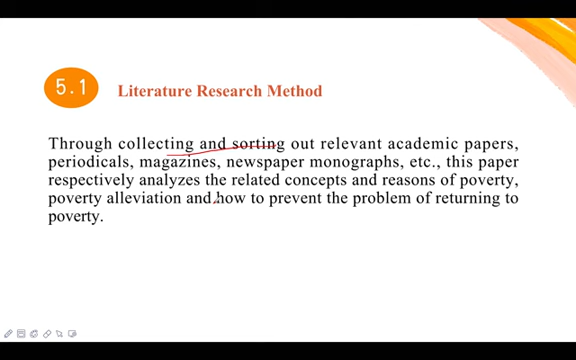 5.1
Literature Research Method
Through collecting and sorting out relevant academic papers,
periodicals, magazines, newspaper monographs, etc., this paper
respectively analyzes the related concepts and reasons of poverty,
poverty alleviation and how to prevent the problem of returning to
poverty.